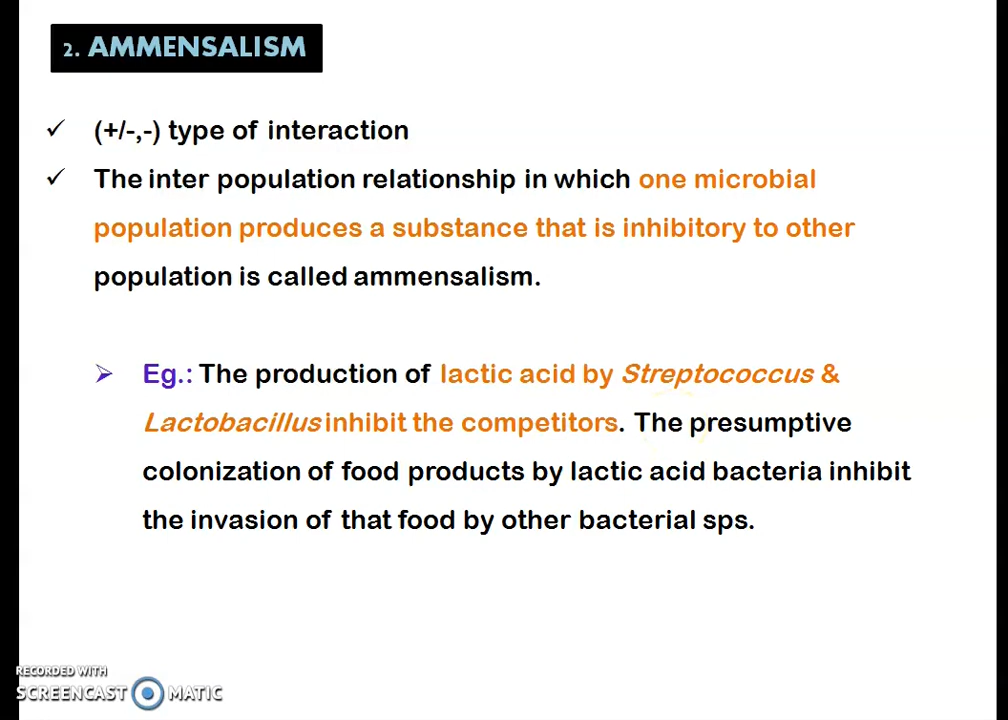 2. AMMENSALISM
✓ (+/-,-) type of interaction
✓ The inter population relationship in which one microbial
population produces a substance that is inhibitory to other
population is called ammensalism.
➢ Eg.: The production of lactic acid by Streptococcus &
Lactobacillus inhibit the competitors. The presumptive
colonization of food products by lactic acid bacteria inhibit
the invasion of that food by other bacterial sps.
RECORDED WITH
SCREENCAST MATIC